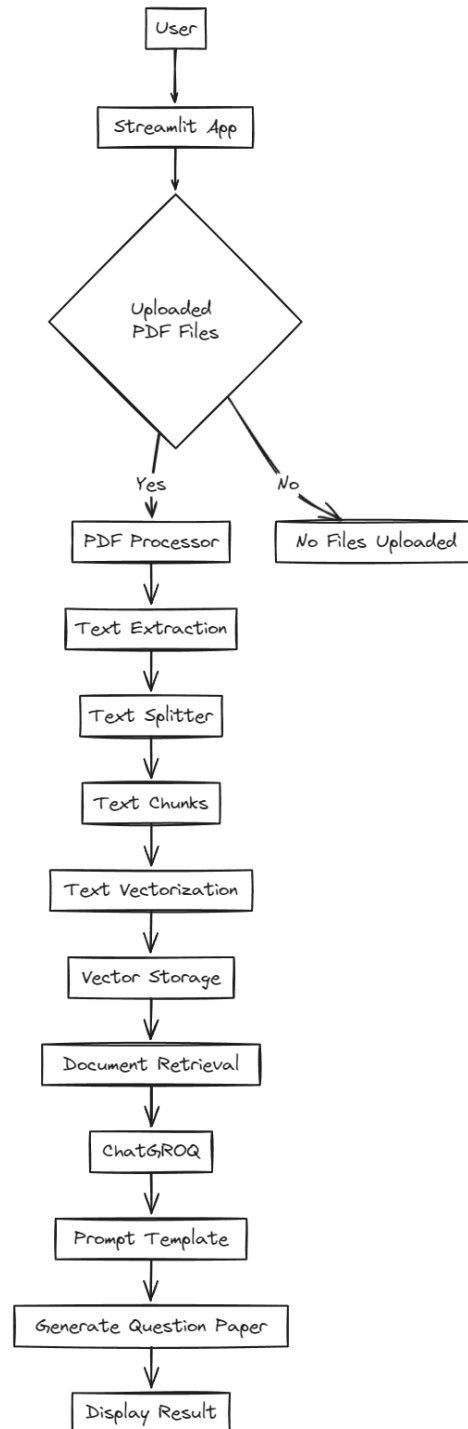 User
Streamlit App
Uploaded
PDF Files
Yes
No
PDF Processor
No Files Uploaded
Text Extraction
Text Splitter
Text Chunks
Text Vectorization
Vector Storage
Document Retrieval
ChatGROQ
Prompt Template
Generate Question Paper
Display Result